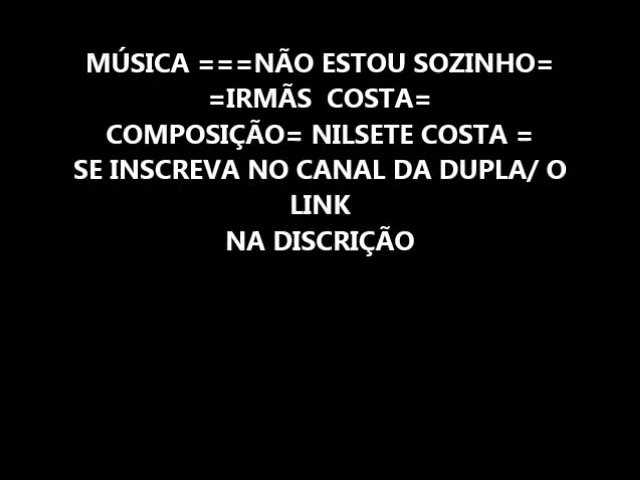 MÚSICA ===NÃO ESTOU SOZINHO=
=IRMÃS  COSTA=
COMPOSIÇÃO= NILSETE COSTA =
SE INSCREVA NO CANAL DA DUPLA/ O
LINK
NA DISCRIÇÃO